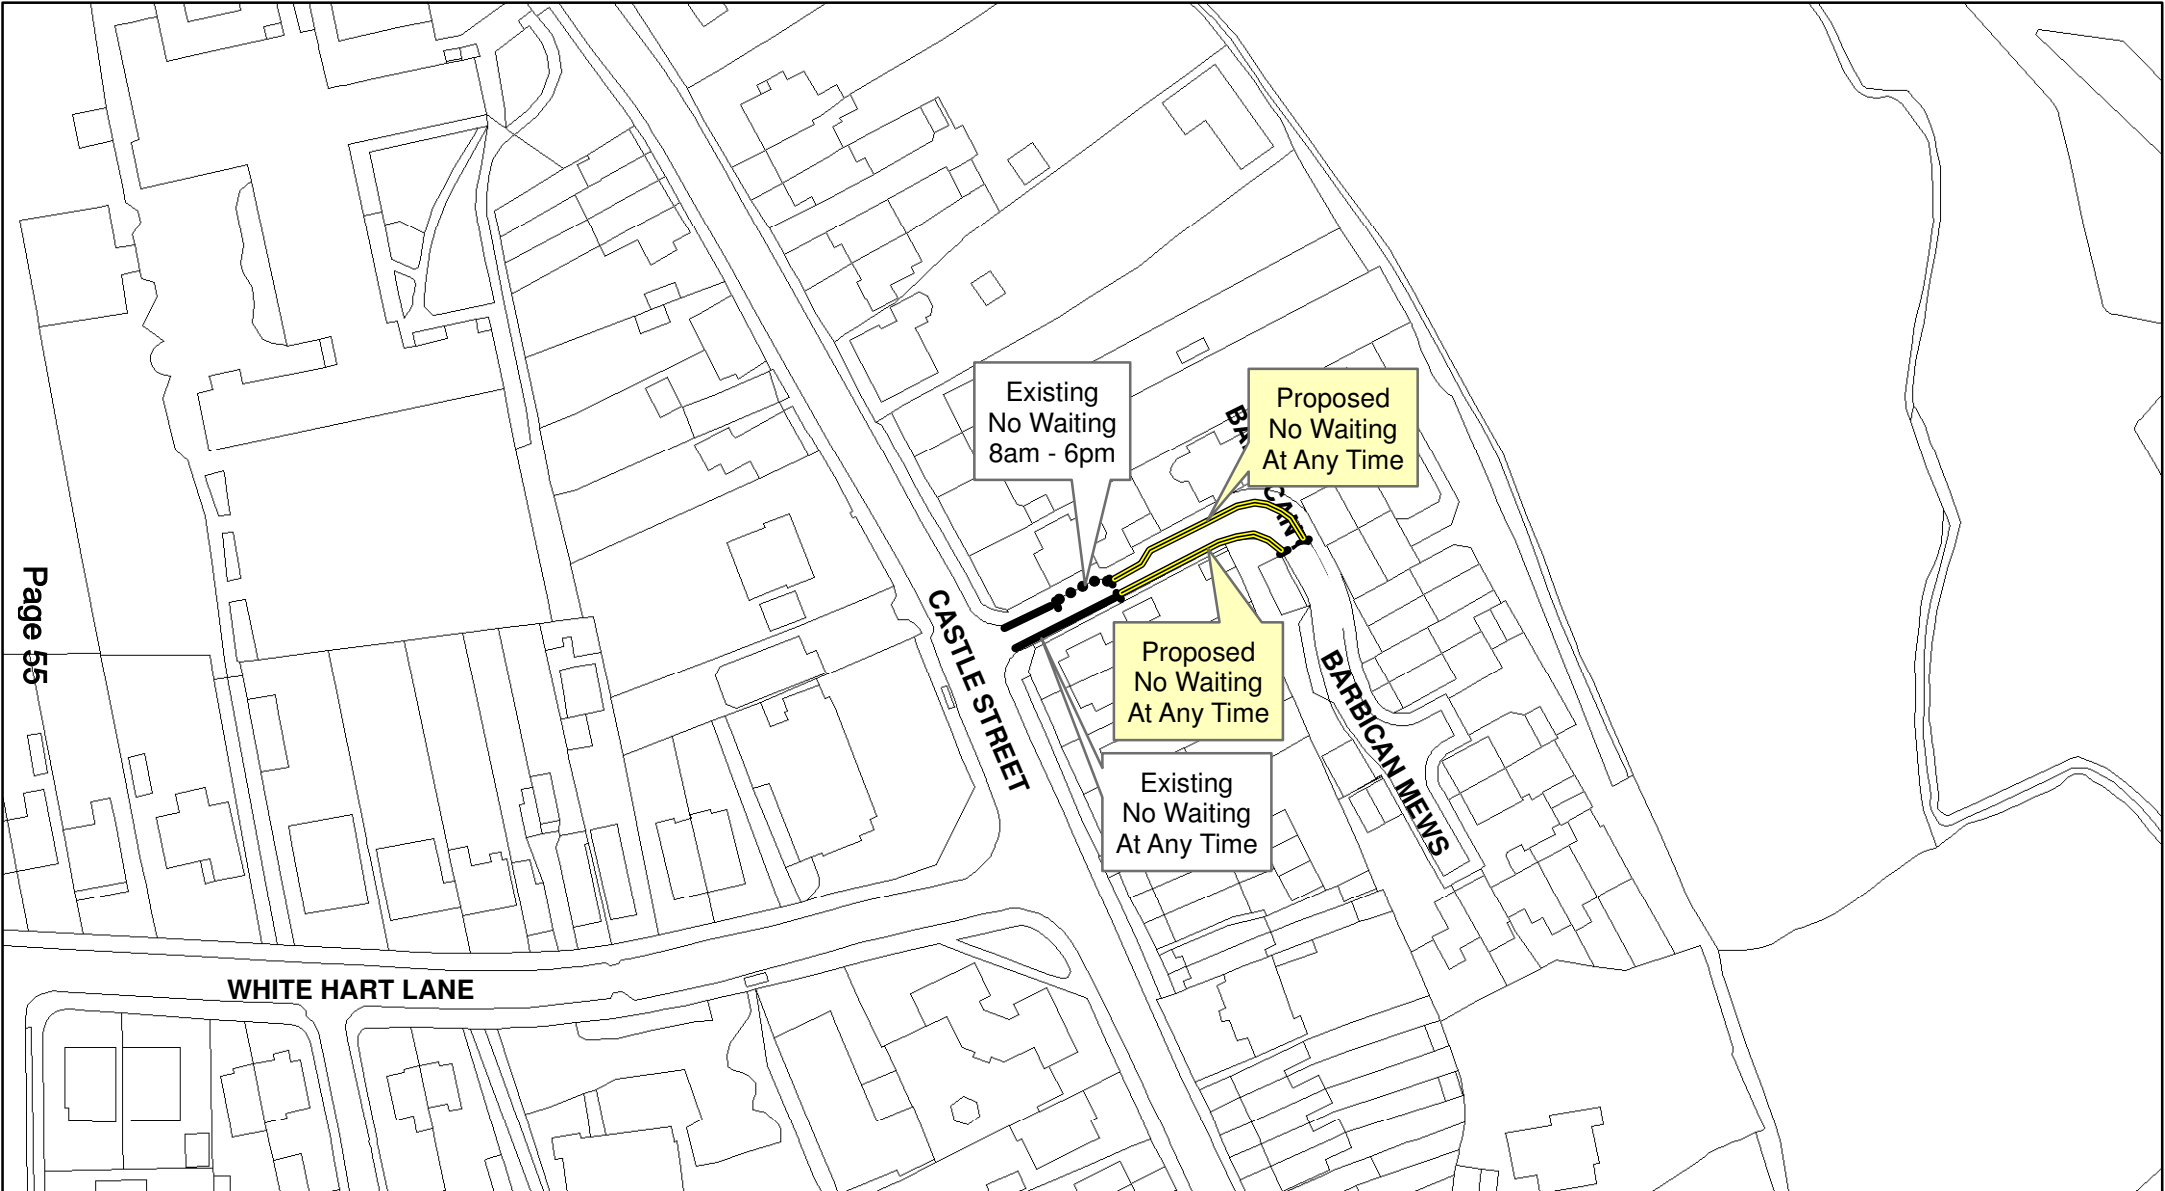 Existing
No Waiting
8am - 6pm
Proposed
No Waiting
At Any Time
Proposed
No Waiting
At Any Time
Existing
No Waiting
At Any Time
CASTLE STREET
BARBICAN MEWS
WHITE HART LANE
Page 55